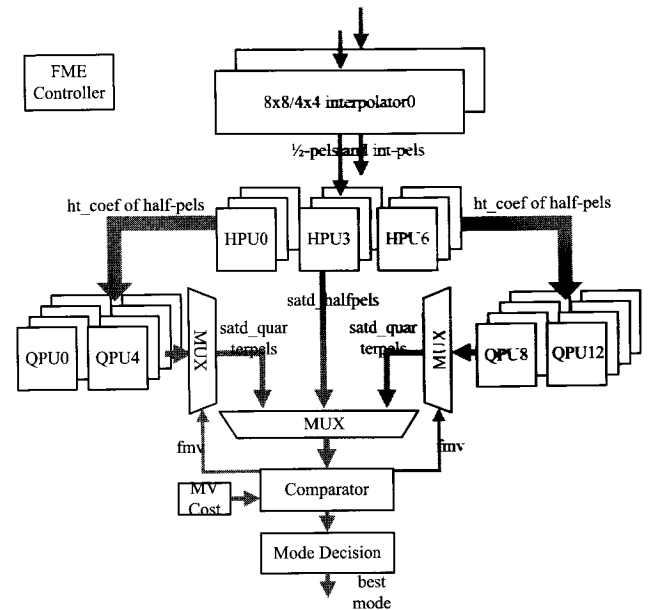 FME
Controller
8x8/4x4 interpolator0
½-pels and int-pels
ht_coef of half-pels
ht_coef of half-pels
HPU0
HPU3
HPU6
satd_halfpels
QPU0
QPU4
MUX
satd_quar
terpels
satd_quar
terpels
MUX
QPU8
QPU12
MUX
fmv
fmv
MV
Cost
Comparator
Mode Decision
best
mode